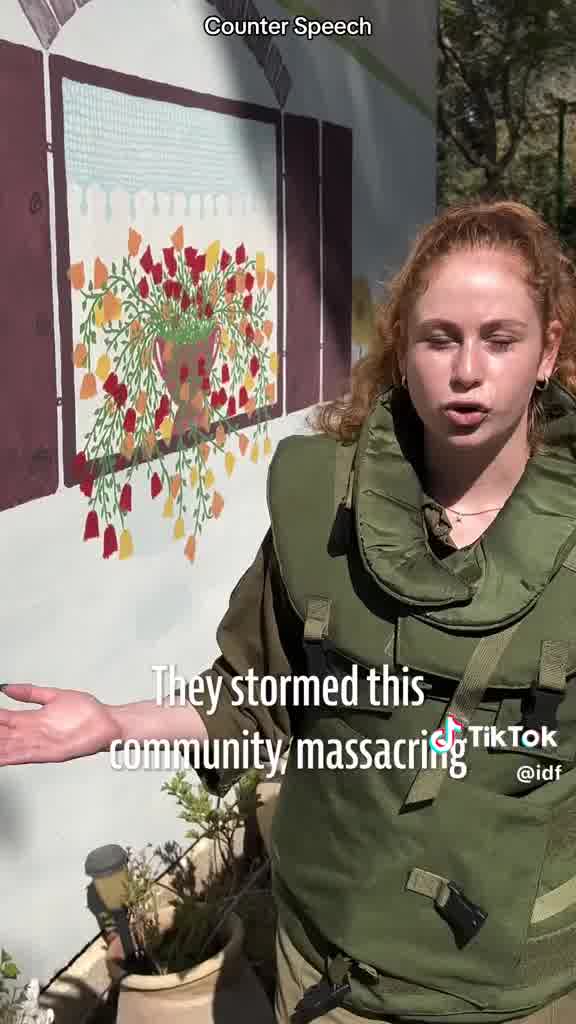 Counter Speech
They stormed this
community, massacring
TikTok
@idf